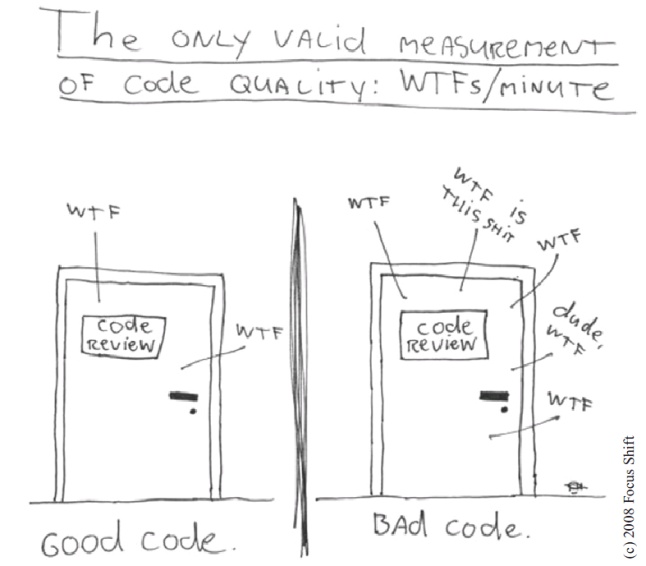 The ONLY VALID MEASUREMENT
OF Code QUALITY: WTFs/MINUTE
WTF
Code
REVIEW
WTF
GOOD CODE.
WTF
WTF is
THIS SHIT
WTF
dude,
WTF
Code
REVIEW
WTF
BAd code.
(c) 2008 Focus Shift